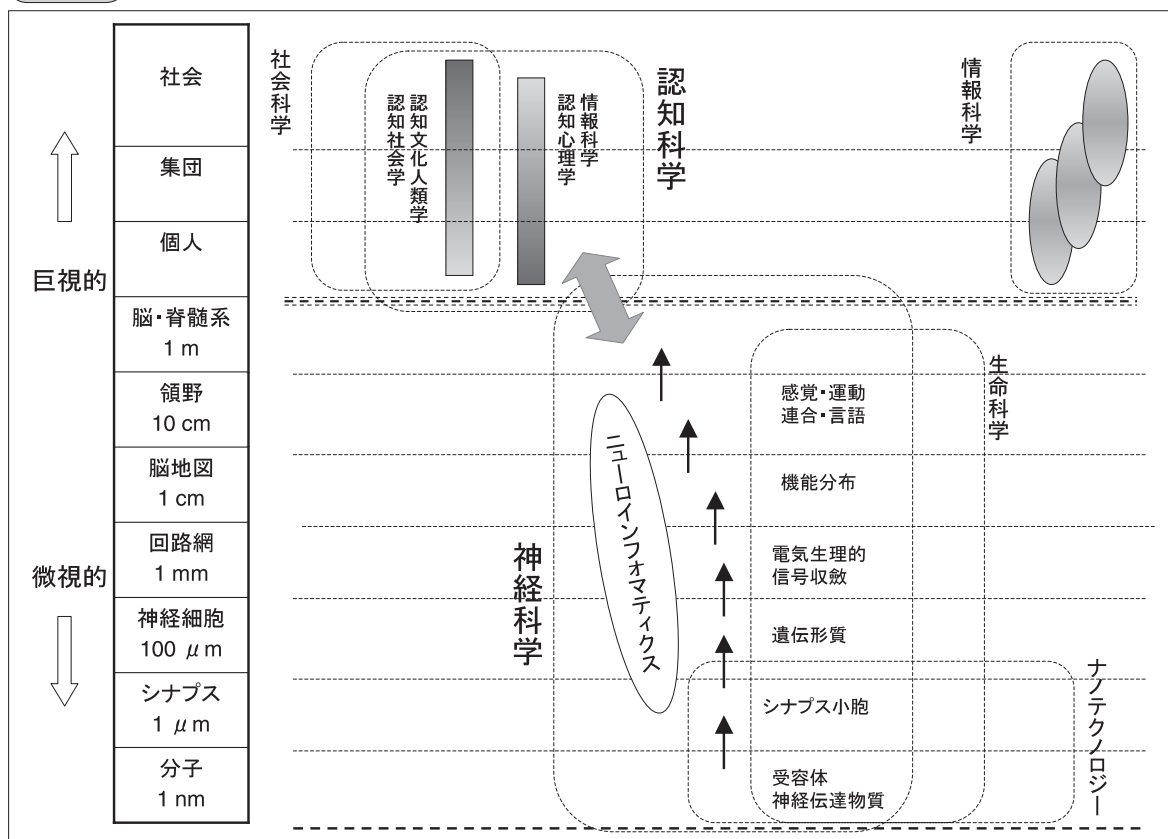 社会
集団
個人
脳・脊髄系
1 m
領野
10 cm
脳地図
1 cm
回路網
1 mm
神経細胞
100 μm
シナプス
1 μm
分子
1 nm
巨視的
微視的
社会科学
認知文化人類学
認知社会学
情報科学
認知心理学
認知科学
情報科学
神経科学
ニューロインフォマティクス
生命科学
感覚・運動
連合・言語
機能分布
電気生理的
信号収斂
遺伝形質
シナプス小胞
受容体
神経伝達物質
ナノテクノロジー